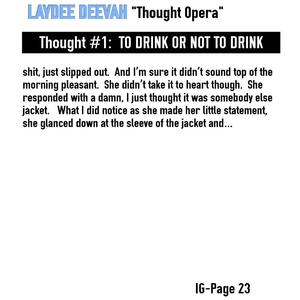 LAYDEE DEEVAH "Thought Opera"
Thought #1: TO DRINK OR NOT TO DRINK
shit, just slipped out. And I'm sure it didn't sound top of the
morning pleasant. She didn't take it to heart though. She
responded with a damn, I just thought it was somebody else
jacket. What I did notice as she made her little statement,
she glanced down at the sleeve of the jacket and...
IG-Page 23